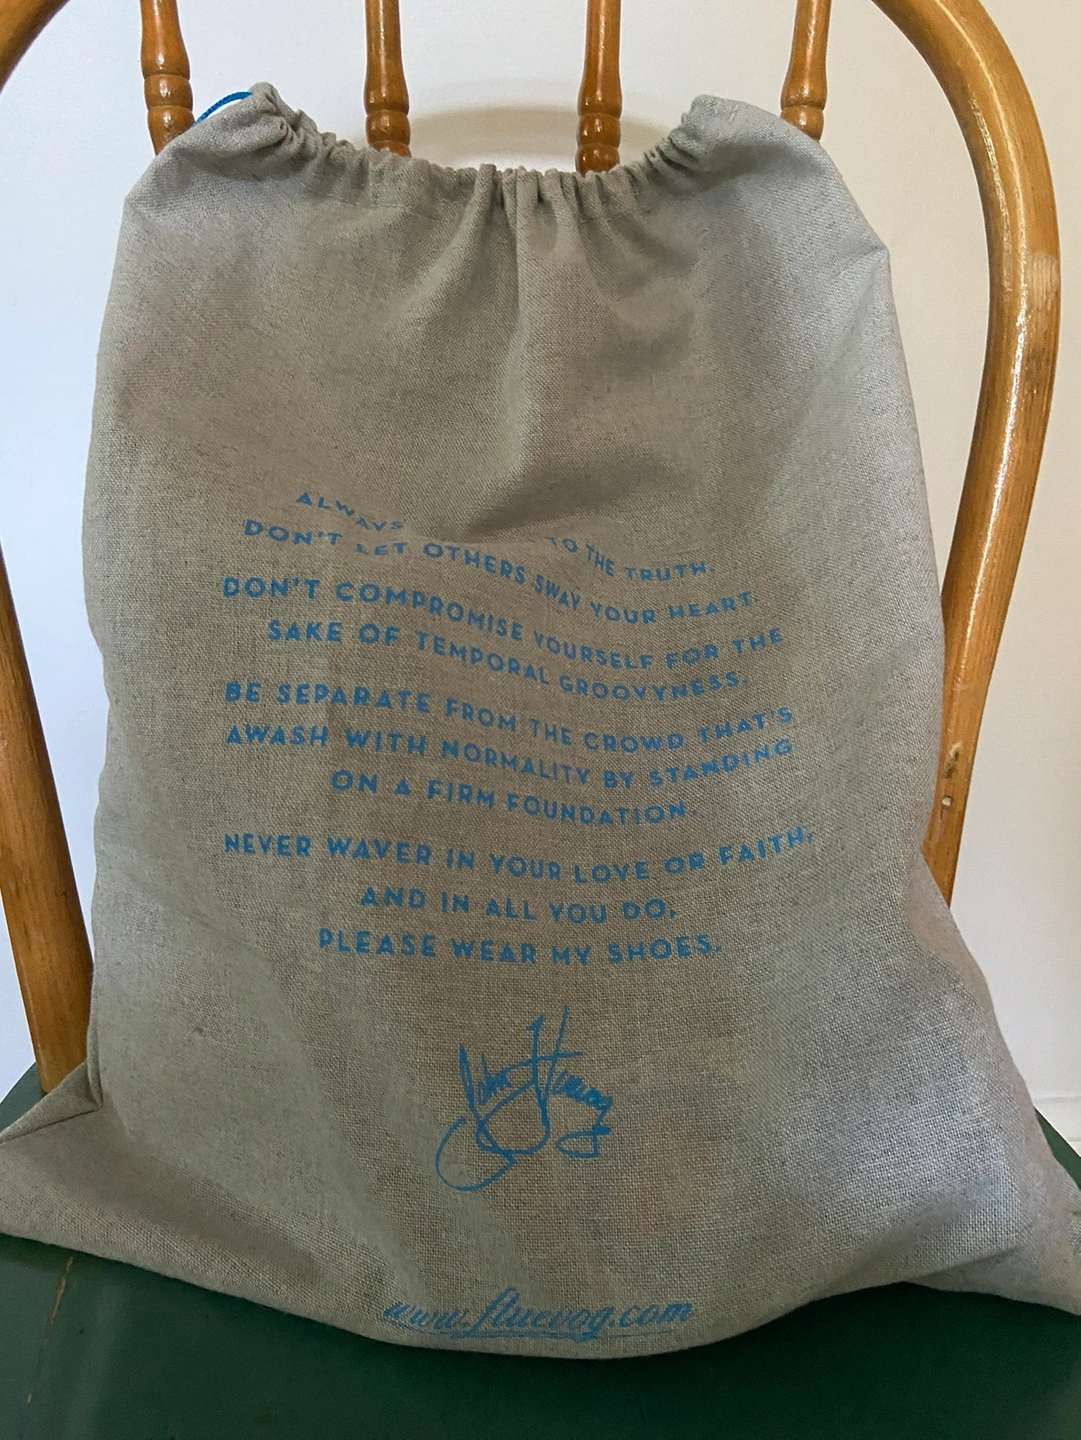 ALWAYS TO THE TRUTH.
DON'T LET OTHERS SWAY YOUR HEART.
DON'T COMPROMISE YOURSELF FOR THE
SAKE OF TEMPORAL GROOVYNESS.
BE SEPARATE FROM THE CROWD THAT'S
AWASH WITH NORMALITY BY STANDING
ON A FIRM FOUNDATION.
NEVER WAVER IN YOUR LOVE OR FAITH,
AND IN ALL YOU DO,
PLEASE WEAR MY SHOES.
John Fluevog
www.fluevog.com